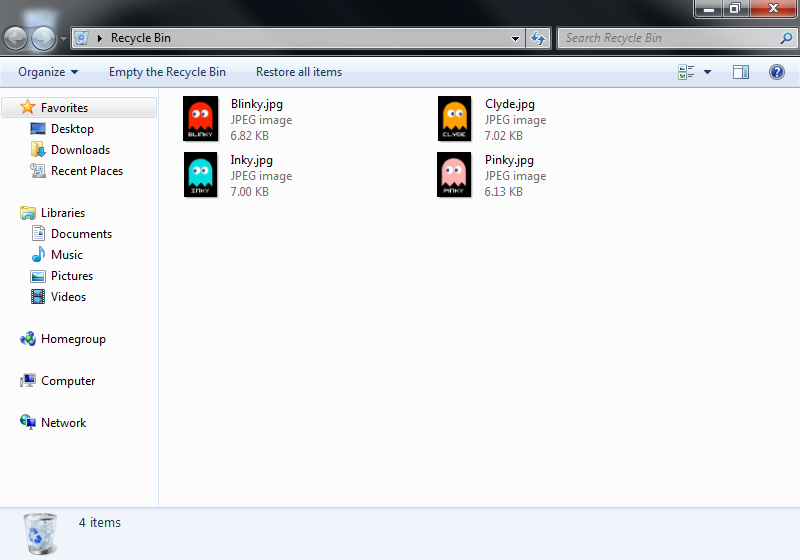 Recycle Bin
Search Recycle Bin
Organize
Empty the Recycle Bin
Restore all items
Favorites
Desktop
Downloads
Recent Places
Libraries
Documents
Music
Pictures
Videos
Homegroup
Computer
Network
BLINKY
Blinky.jpg
JPEG image
6.82 KB
CLYDE
Clyde.jpg
JPEG image
7.02 KB
INKY
Inky.jpg
JPEG image
7.00 KB
PINKY
Pinky.jpg
JPEG image
6.13 KB
4 items